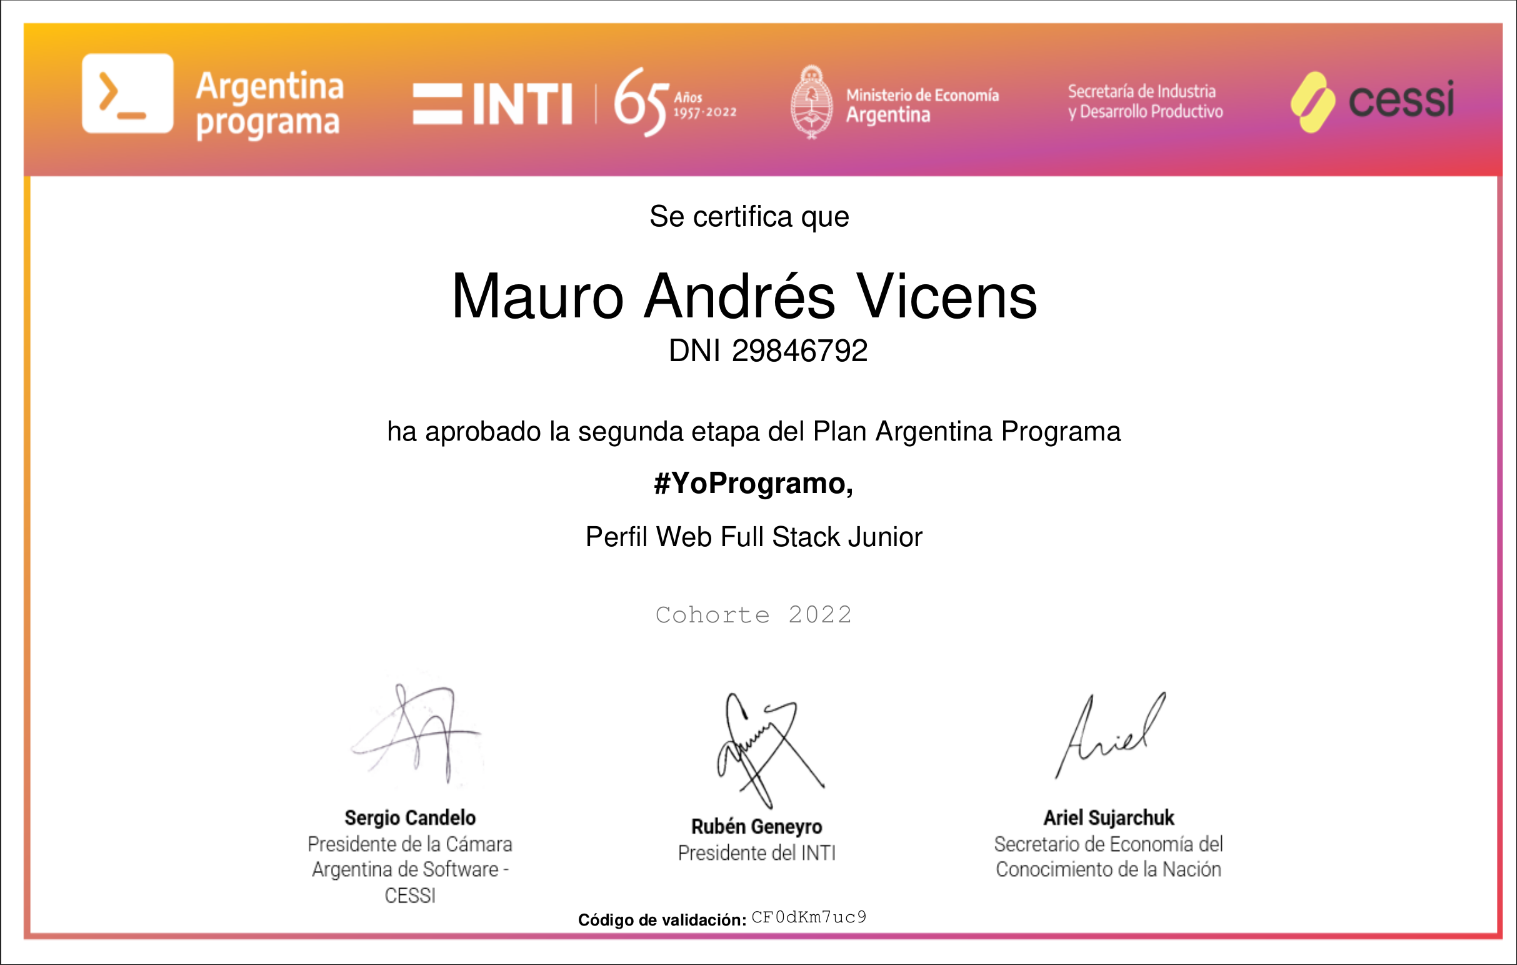 Argentina
programa
INTI
65 Años
1957-2022
Ministerio de Economía
Argentina
Secretaría de Industria
y Desarrollo Productivo
cessi
Se certifica que
Mauro Andrés Vicens
DNI 29846792
ha aprobado la segunda etapa del Plan Argentina Programa
#YoProgramo,
Perfil Web Full Stack Junior
Cohorte 2022
Ariel
Sergio Candelo
Presidente de la Cámara
Argentina de Software -
CESSI
Rubén Geneyro
Presidente del INTI
Ariel Sujarchuk
Secretario de Economía del
Conocimiento de la Nación
Código de validación: CF0dKm7uc9